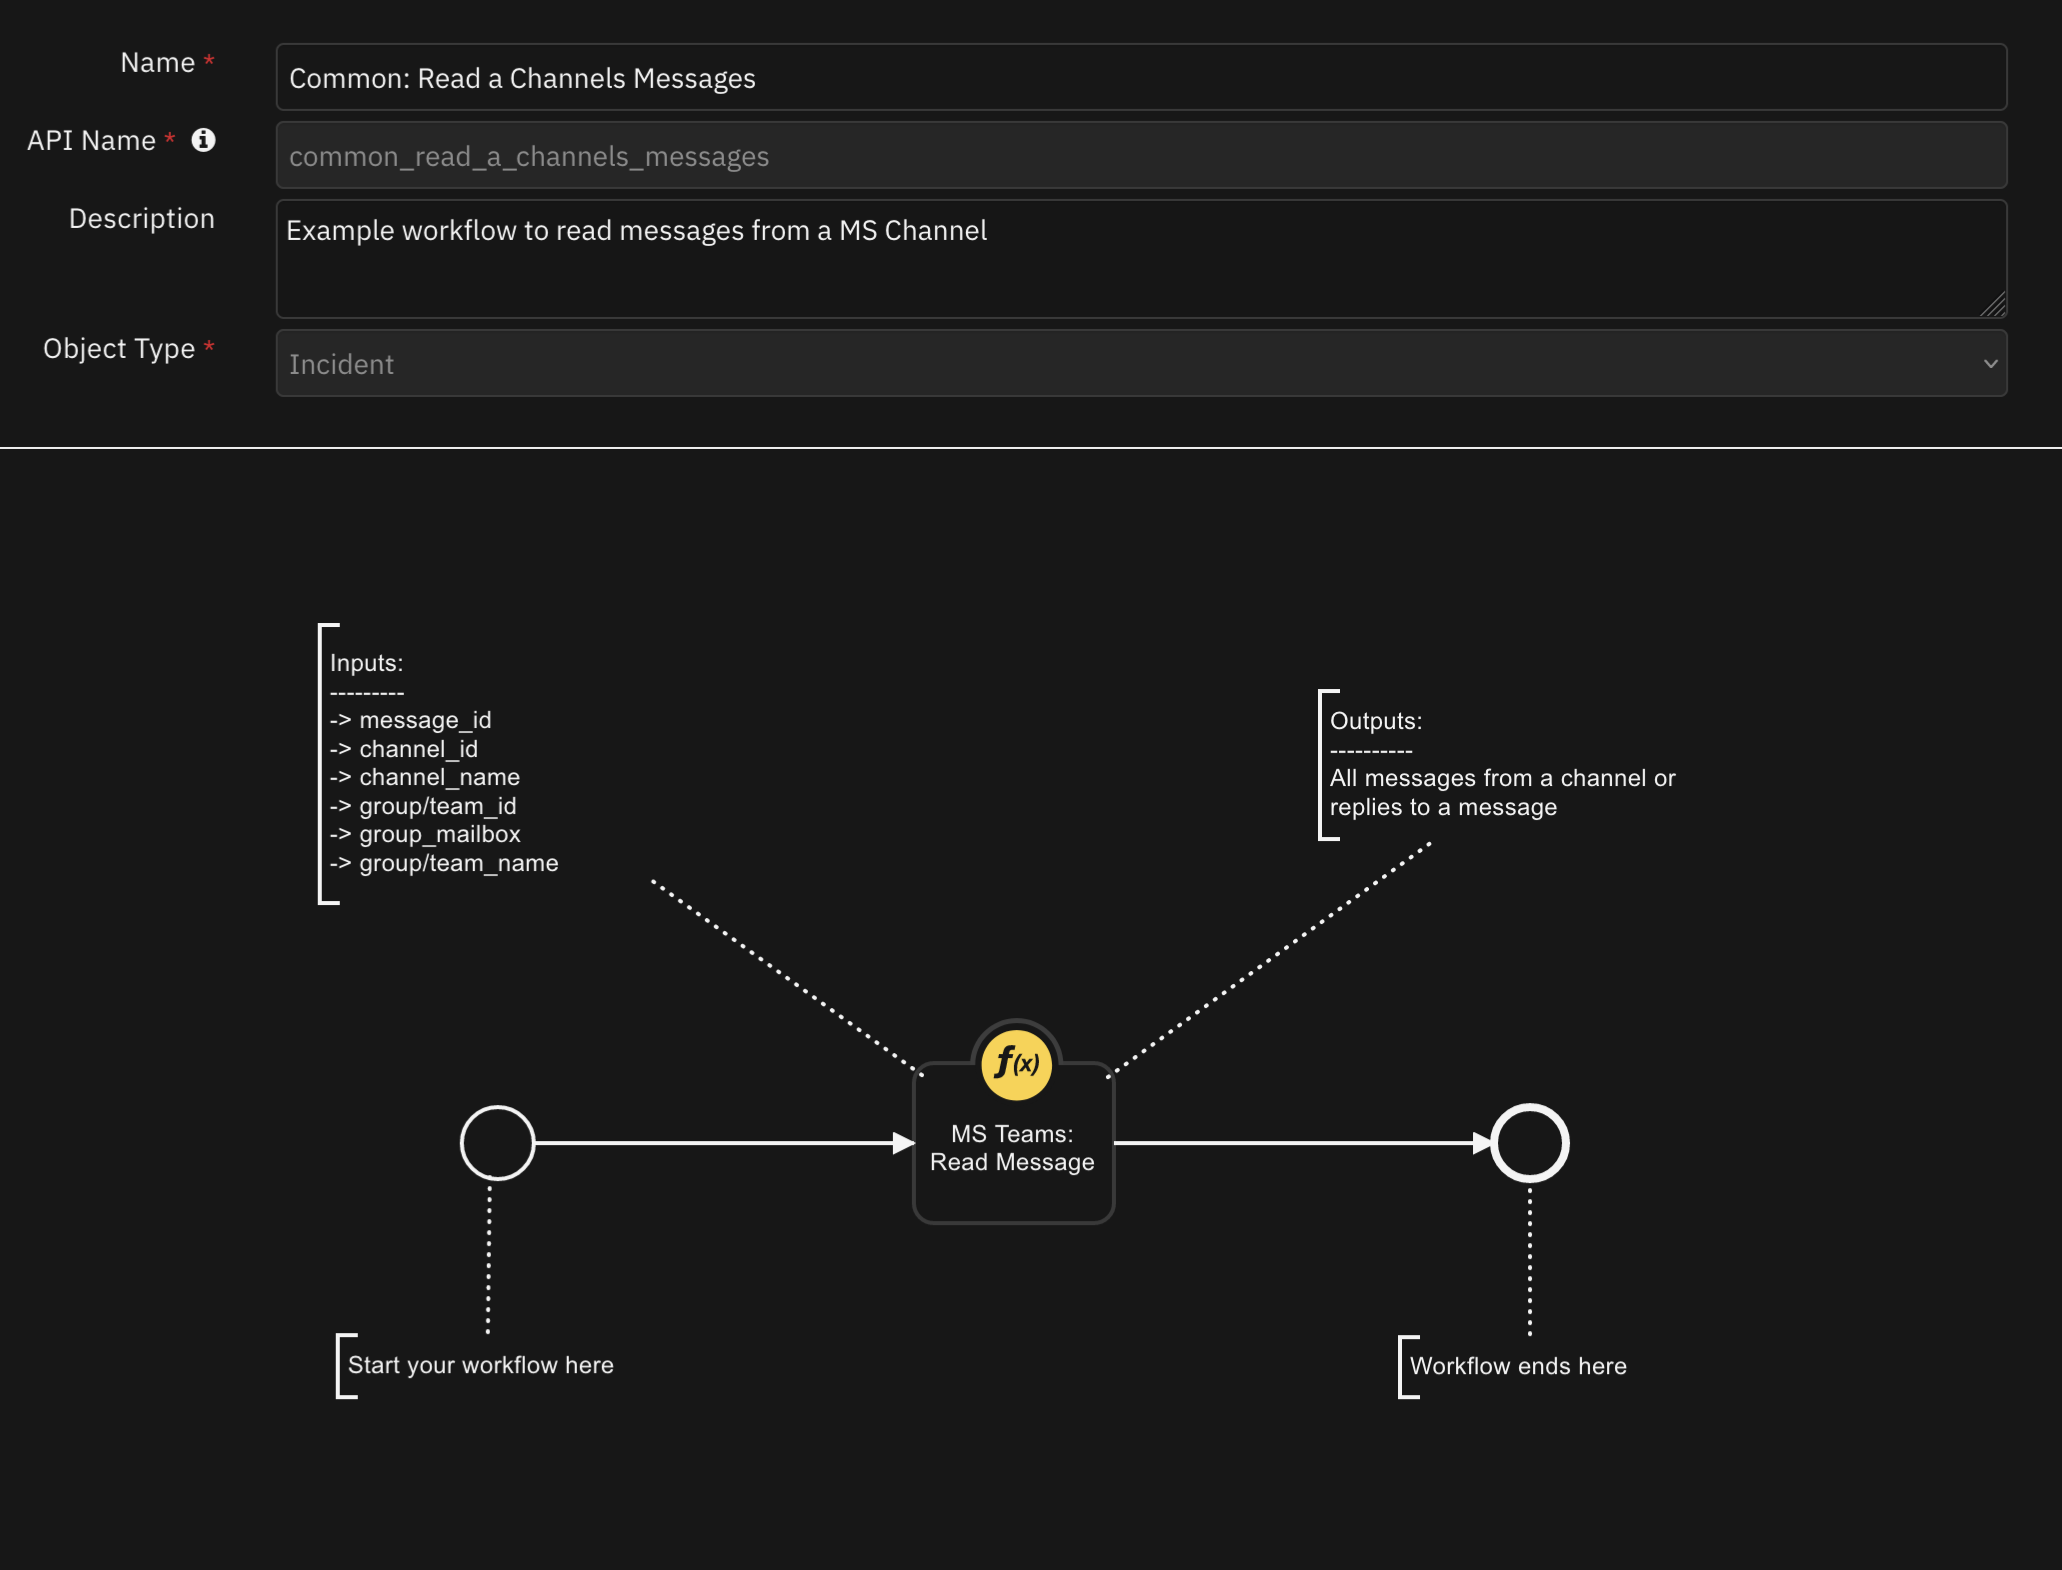 Name *
Common: Read a Channels Messages
API Name *
common_read_a_channels_messages
Description
Example workflow to read messages from a MS Channel
Object Type *
Incident
Inputs:
---------
-> message_id
-> channel_id
-> channel_name
-> group/team_id
-> group_mailbox
-> group/team_name
Outputs:
----------
All messages from a channel or
replies to a message
f(x)
MS Teams:
Read Message
Start your workflow here
Workflow ends here